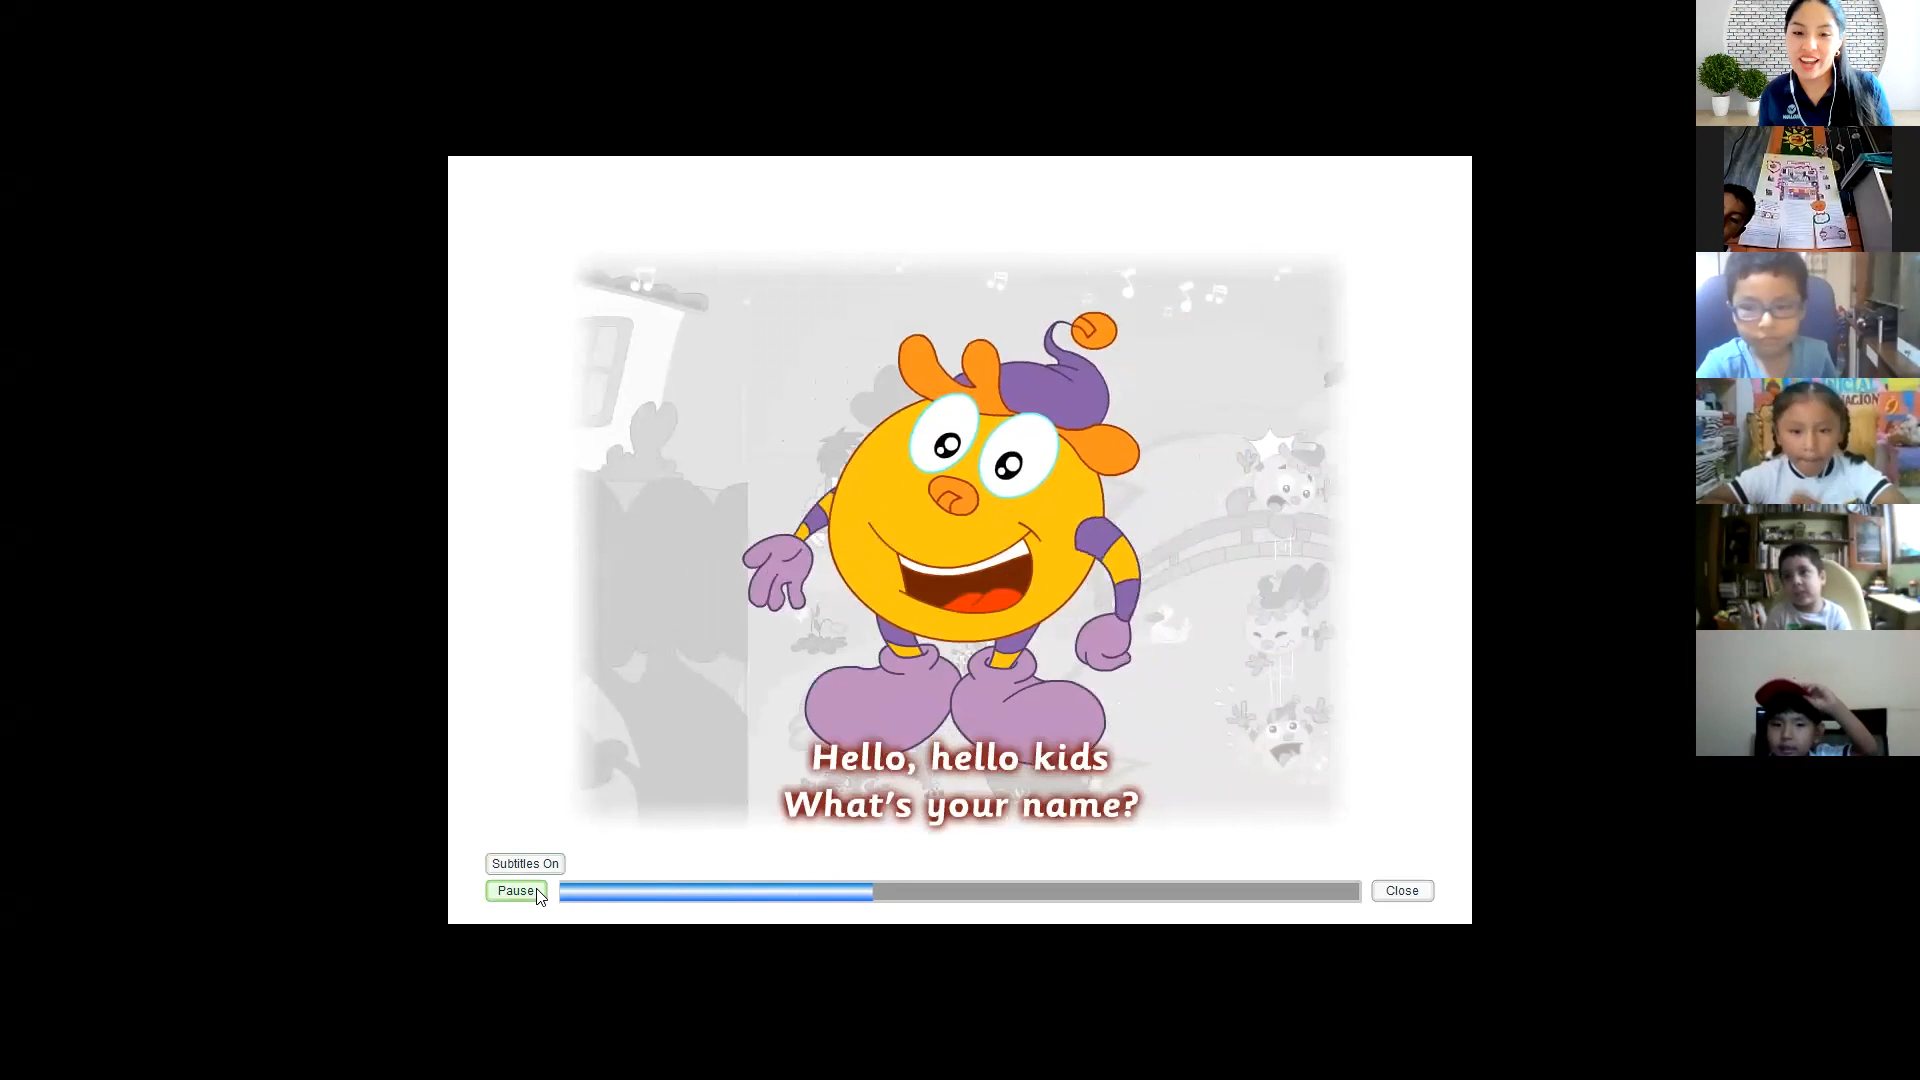 Hello, hello kids
What's your name?
Subtitles On
Pause
Close